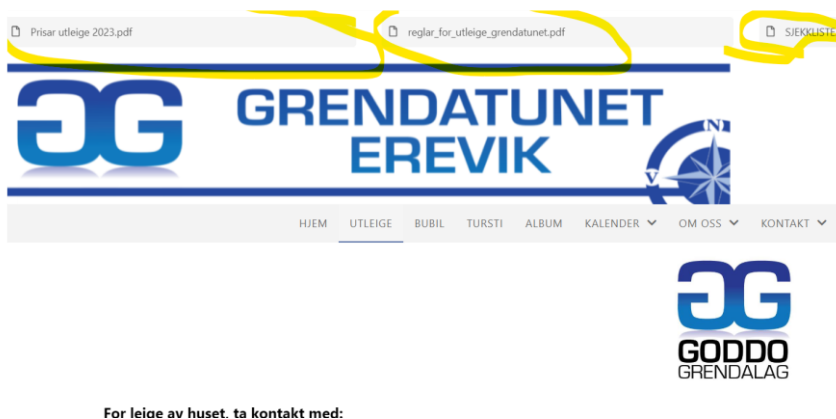 Prisar utleige 2023.pdf reglar_for_utleige_grendatunet.pdf SJEKKLISTE
GRENDATUNET
EREVIK
N
V
HJEM UTLEIGE BUBIL TURSTI ALBUM KALENDER OM OSS KONTAKT
GG
GODDO
GRENDALAG
For leige av huset, ta kontakt med: